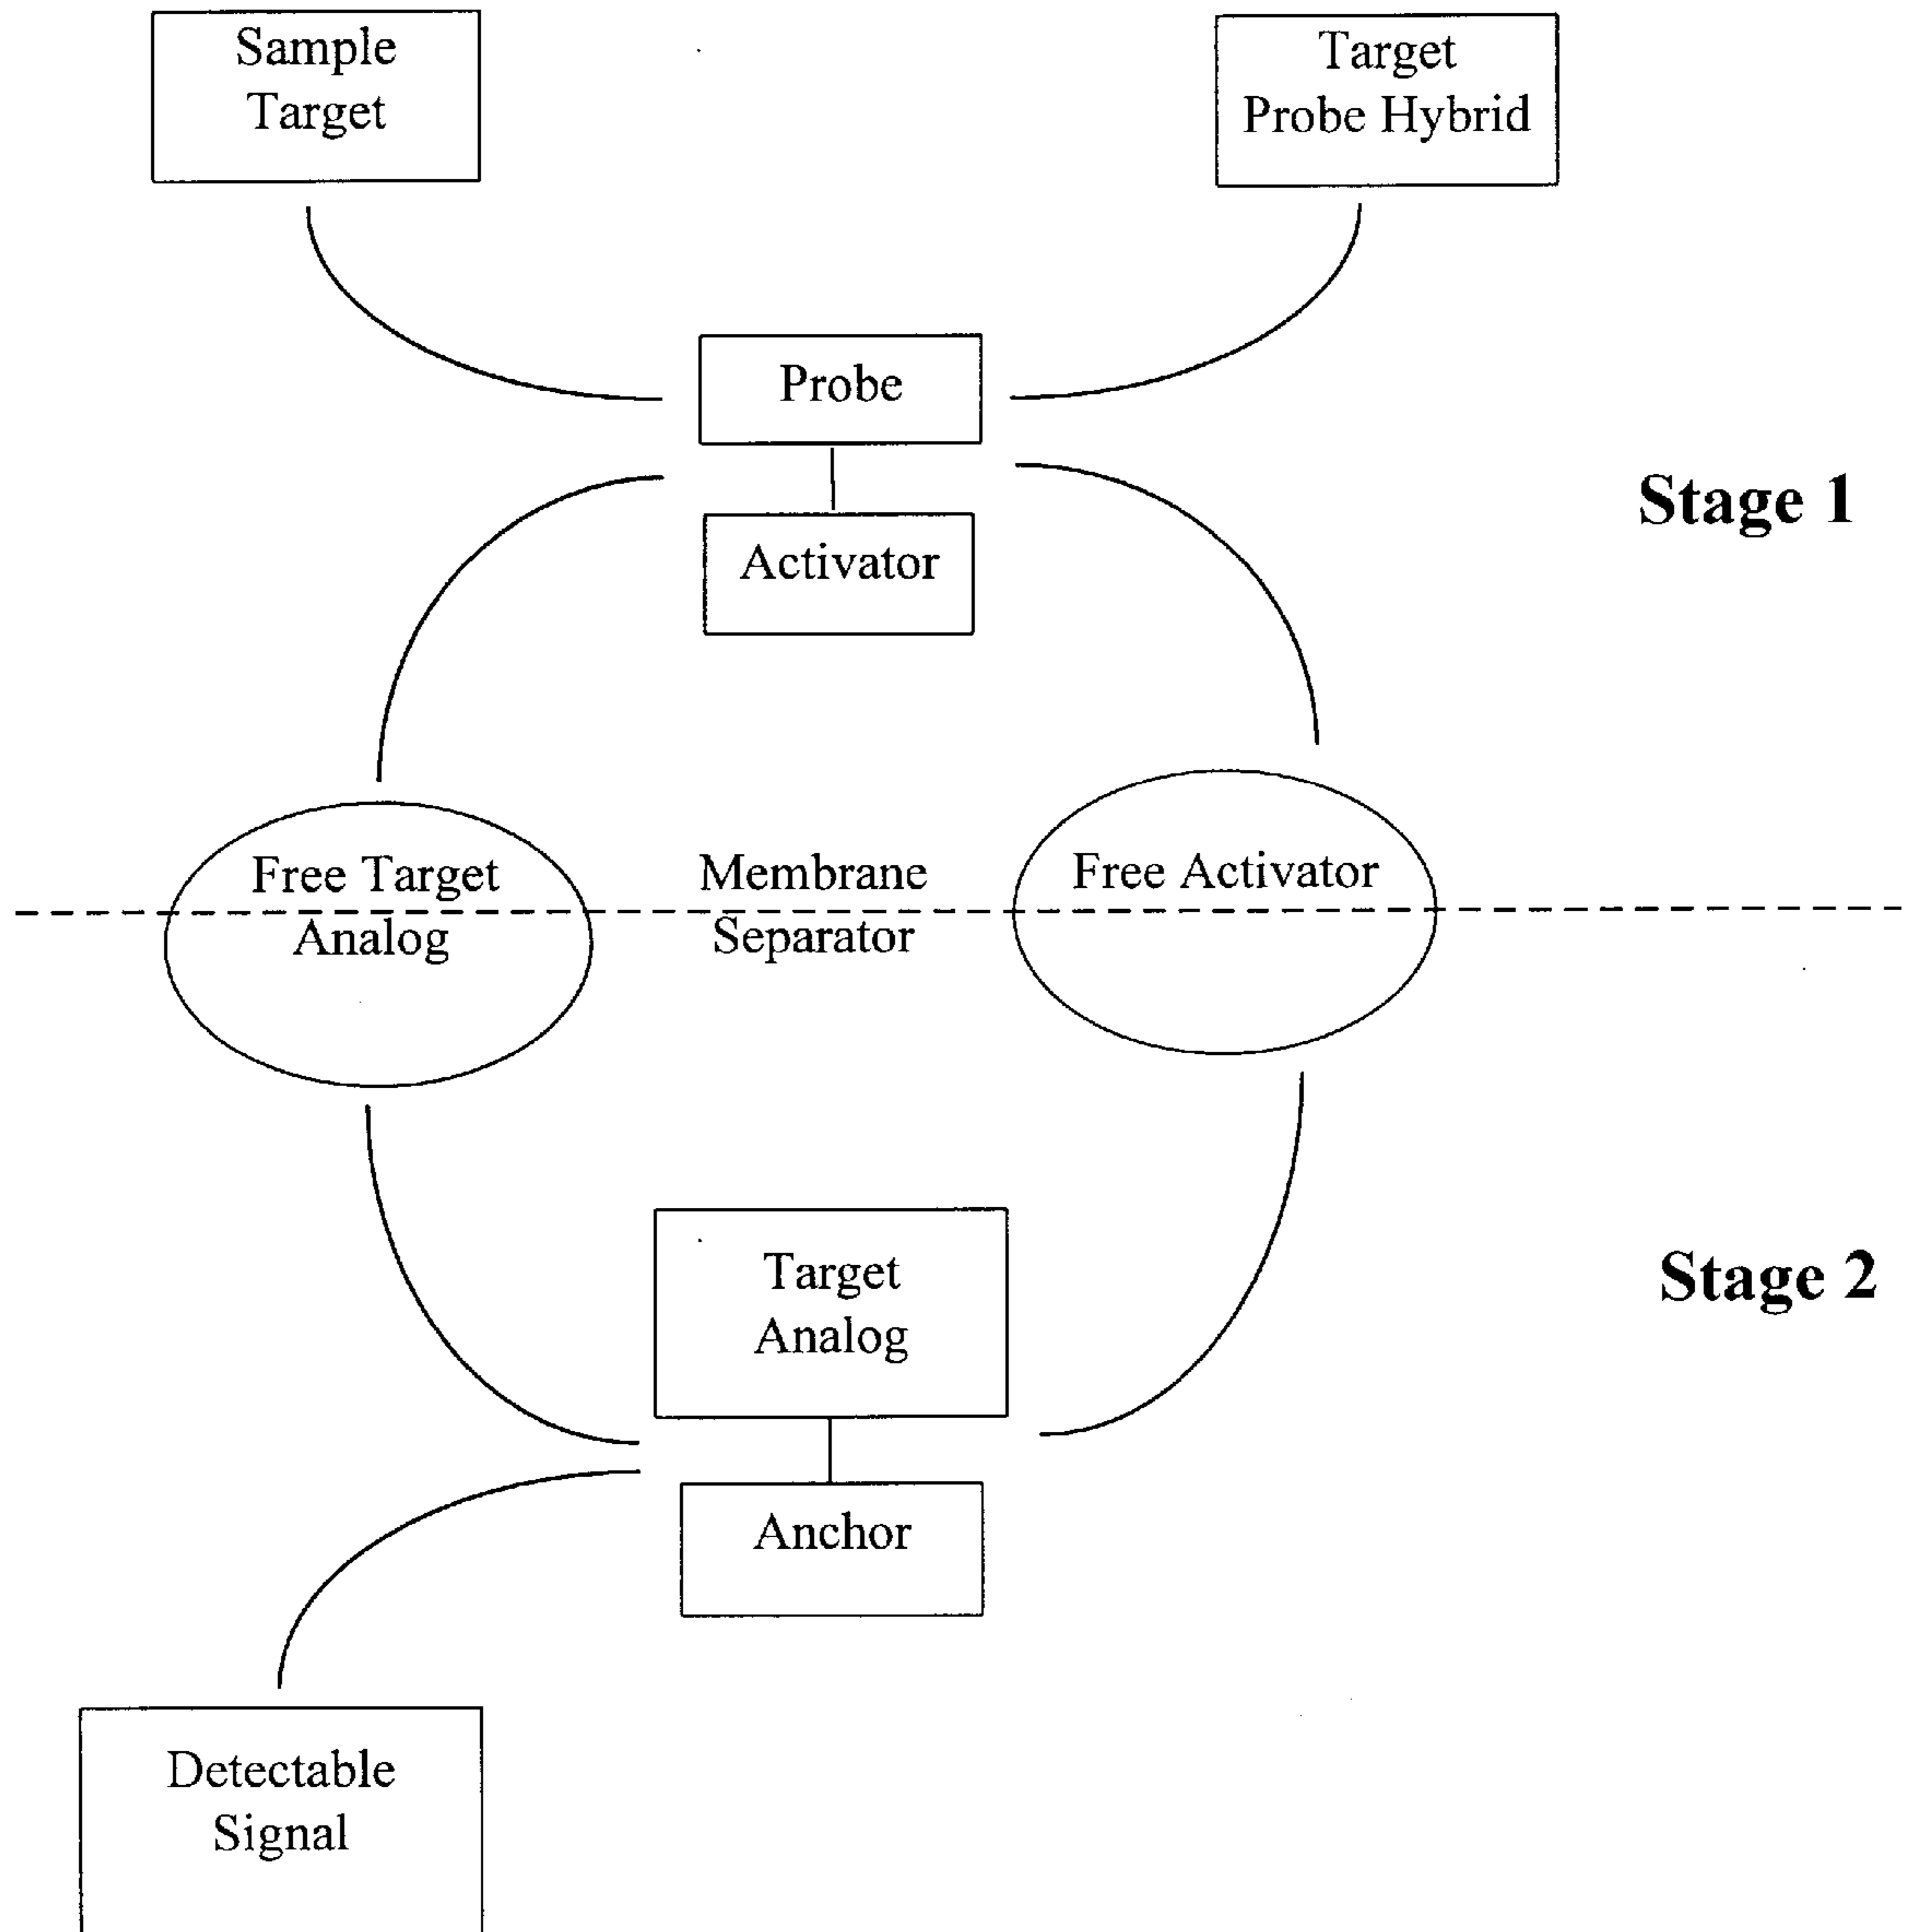 Sample
Target
Target
Probe Hybrid
Probe
Stage 1
Activator
Free Target
Analog
Membrane
Separator
Free Activator
Target
Analog
Stage 2
Anchor
Detectable
Signal